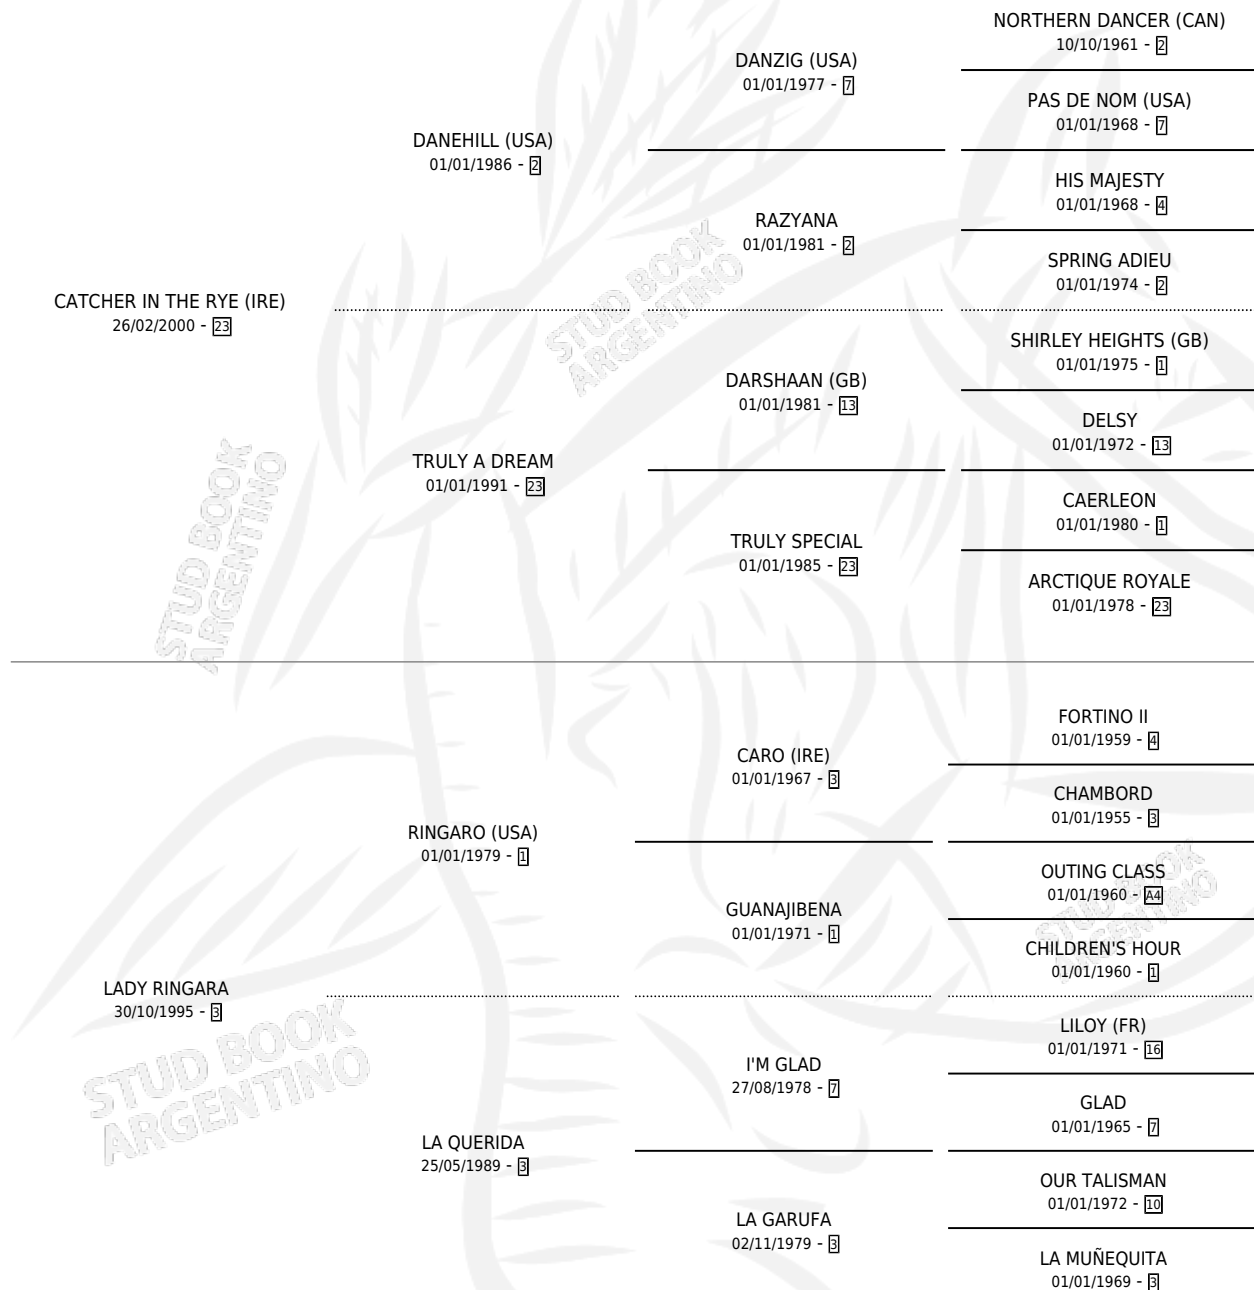 NORTHERN DANCER (CAN)
10/10/1961 - 2
DANZIG (USA)
01/01/1977 - 7
PAS DE NOM (USA)
01/01/1968 - 7
DANEHILL (USA)
01/01/1986 - 2
HIS MAJESTY
01/01/1968 - 4
RAZYANA
01/01/1981 - 2
SPRING ADIEU
01/01/1974 - 2
CATCHER IN THE RYE (IRE)
26/02/2000 - 23
STUD BOOK
ARGENTINO
SHIRLEY HEIGHTS (GB)
01/01/1975 - 1
DARSHAAN (GB)
01/01/1981 - 13
DELSY
01/01/1972 - 13
TRULY A DREAM
01/01/1991 - 23
CAERLEON
01/01/1980 - 1
TRULY SPECIAL
01/01/1985 - 23
ARCTIQUE ROYALE
01/01/1978 - 23
STUD BOOK
ARGENTINO
FORTINO II
01/01/1959 - 4
CARO (IRE)
01/01/1967 - 3
CHAMBORD
01/01/1955 - 3
RINGARO (USA)
01/01/1979 - 1
OUTING CLASS
01/01/1960 - A4
GUANAJIBENA
01/01/1971 - 1
CHILDREN'S HOUR
01/01/1960 - 1
STUD BOOK
ARGENTINO
LADY RINGARA
30/10/1995 - 3
LILOY (FR)
01/01/1971 - 16
I'M GLAD
27/08/1978 - 7
GLAD
01/01/1965 - 7
STUD BOOK
ARGENTINO
LA QUERIDA
25/05/1989 - 3
OUR TALISMAN
01/01/1972 - 10
LA GARUFA
02/11/1979 - 3
LA MUÑEQUITA
01/01/1969 - 3